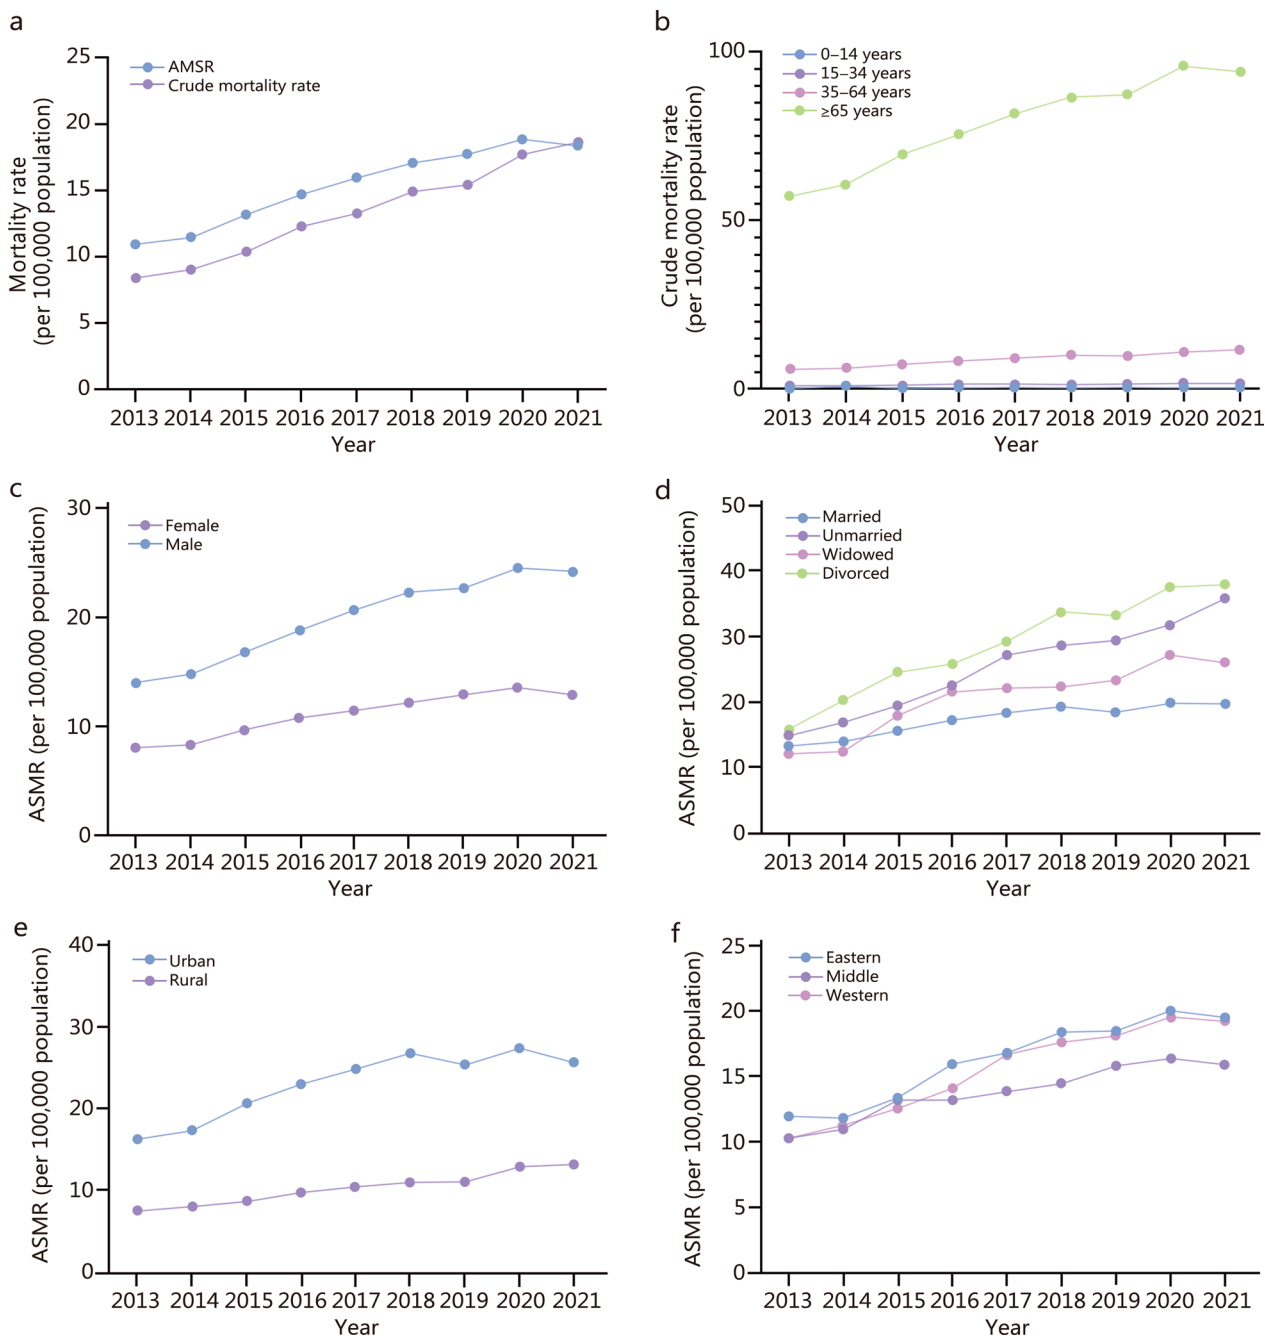 a
Mortality rate
(per 100,000 population)
25
20
15
10
5
0
AMSR
Crude mortality rate
2013 2014 2015 2016 2017 2018 2019 2020 2021
Year
b
Crude mortality rate
(per 100,000 population)
100
50
0
0–14 years
15–34 years
35–64 years
≥65 years
2013 2014 2015 2016 2017 2018 2019 2020 2021
Year
c
ASMR (per 100,000 population)
30
20
10
0
Female
Male
2013 2014 2015 2016 2017 2018 2019 2020 2021
Year
d
ASMR (per 100,000 population)
50
40
30
20
10
0
Married
Unmarried
Widowed
Divorced
2013 2014 2015 2016 2017 2018 2019 2020 2021
Year
e
ASMR (per 100,000 population)
40
30
20
10
0
Urban
Rural
2013 2014 2015 2016 2017 2018 2019 2020 2021
Year
f
ASMR (per 100,000 population)
25
20
15
10
5
0
Eastern
Middle
Western
2013 2014 2015 2016 2017 2018 2019 2020 2021
Year